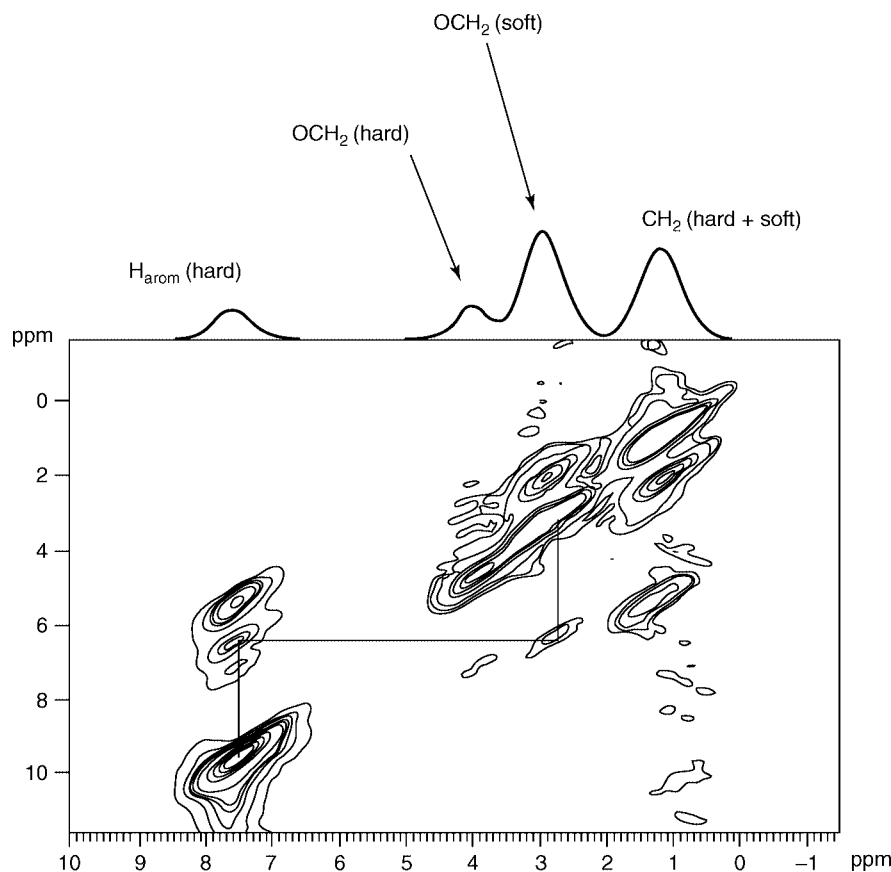 OCH₂ (soft)
OCH₂ (hard)
CH₂ (hard + soft)
Hₐᵣₒₘ (hard)
ppm
0
2
4
6
8
10
10 9 8 7 6 5 4 3 2 1 0 −1 ppm